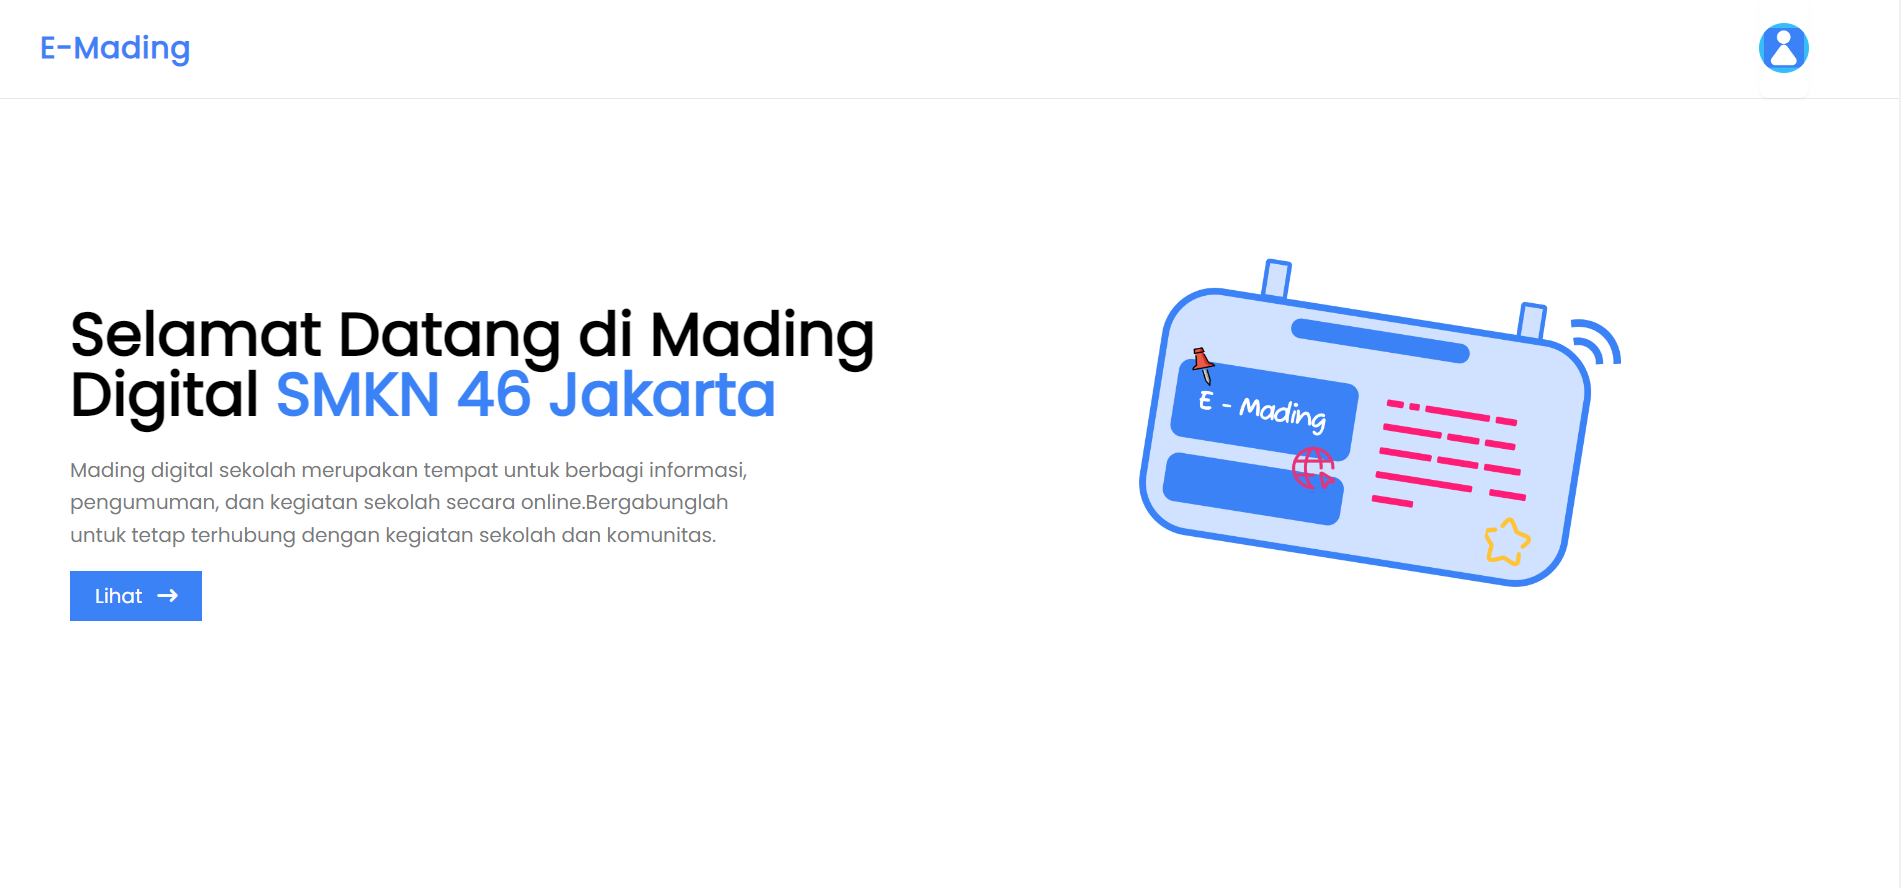 E-Mading
Selamat Datang di Mading
Digital SMKN 46 Jakarta
Mading digital sekolah merupakan tempat untuk berbagi informasi,
pengumuman, dan kegiatan sekolah secara online.Bergabunglah
untuk tetap terhubung dengan kegiatan sekolah dan komunitas.
Lihat →
E - Mading